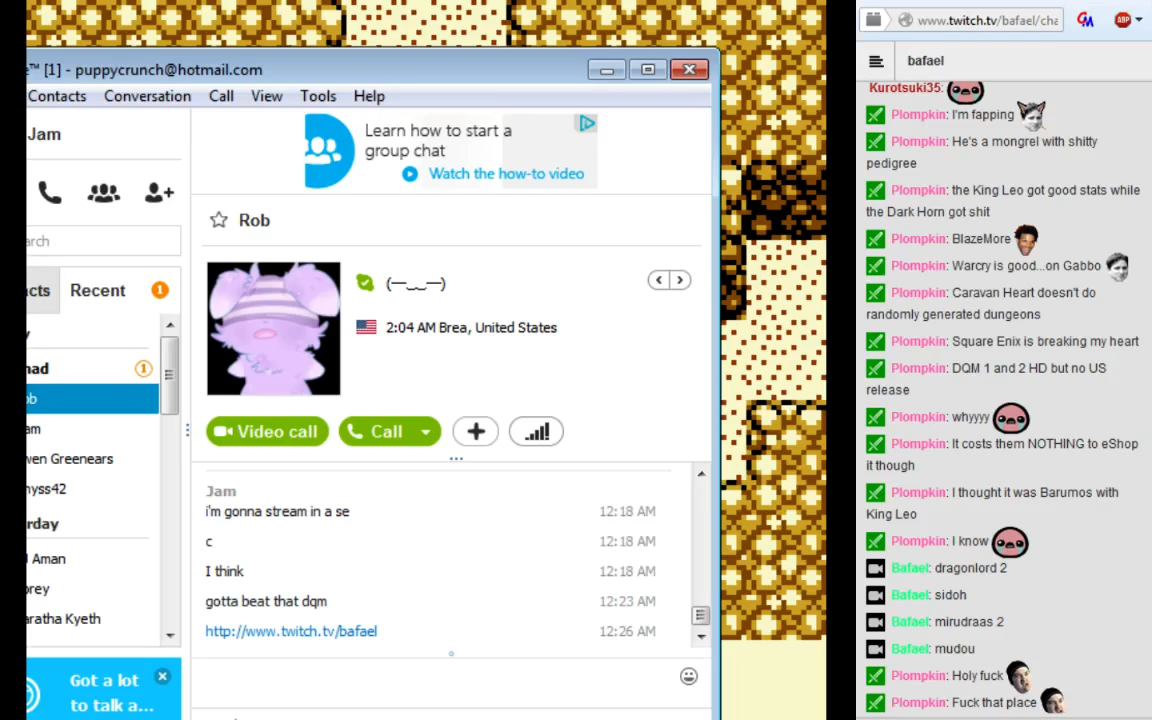 ™ [1] - puppycrunch@hotmail.com
Contacts Conversation Call View Tools Help
Jam
Learn how to start a
group chat
Watch the how-to video
Rob
(—__—)
2:04 AM Brea, United States
Recent 1
1
Video call
Call
Jam
i'm gonna stream in a se 12:18 AM
c 12:18 AM
I think 12:18 AM
gotta beat that dqm 12:23 AM
http://www.twitch.tv/bafael 12:26 AM
arch
acts
nad
ob
am
wen Greenears
nyss42
rday
Aman
rey
aratha Kyeth
Got a lot
to talk a...
www.twitch.tv/bafael/cha
GM
ABP
bafael
Kurotsuki35:
Plompkin: I'm fapping
Plompkin: He's a mongrel with shitty
pedigree
Plompkin: the King Leo got good stats while
the Dark Horn got shit
Plompkin: BlazeMore
Plompkin: Warcry is good...on Gabbo
Plompkin: Caravan Heart doesn't do
randomly generated dungeons
Plompkin: Square Enix is breaking my heart
Plompkin: DQM 1 and 2 HD but no US
release
Plompkin: whyyyy
Plompkin: It costs them NOTHING to eShop
it though
Plompkin: I thought it was Barumos with
King Leo
Plompkin: I know
Bafael: dragonlord 2
Bafael: sidoh
Bafael: mirudraas 2
Bafael: mudou
Plompkin: Holy fuck
Plompkin: Fuck that place